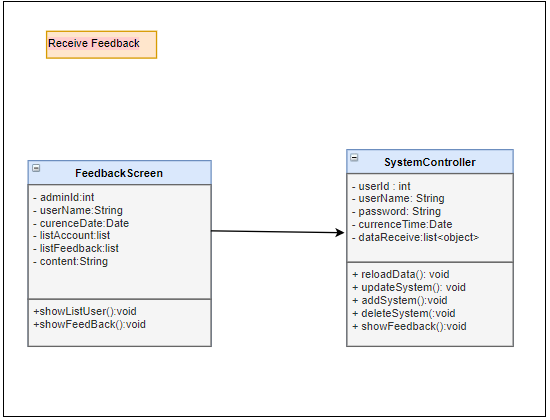 Receive Feedback
FeedbackScreen
- adminId:int
- userName:String
- curenceDate:Date
- listAccount:list
- listFeedback:list
- content:String
+showListUser():void
+showFeedBack():void
SystemController
- userId : int
- userName: String
- password: String
- currenceTime:Date
- dataReceive:list<object>
+ reloadData(): void
+ updateSystem(): void
+ addSystem():void
+ deleteSystem(:void
+ showFeedback():void